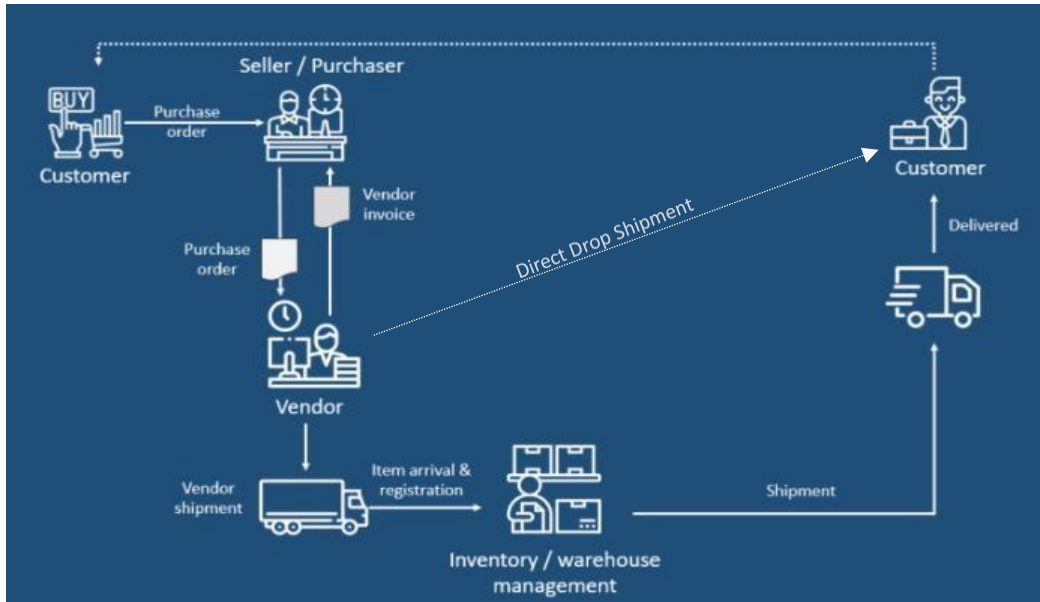 Seller / Purchaser
BUY
Purchase
order
Customer
Customer
Vendor
invoice
Purchase
order
Direct Drop Shipment
Delivered
Vendor
Vendor
shipment
Item arrival &
registration
Shipment
Inventory / warehouse
management